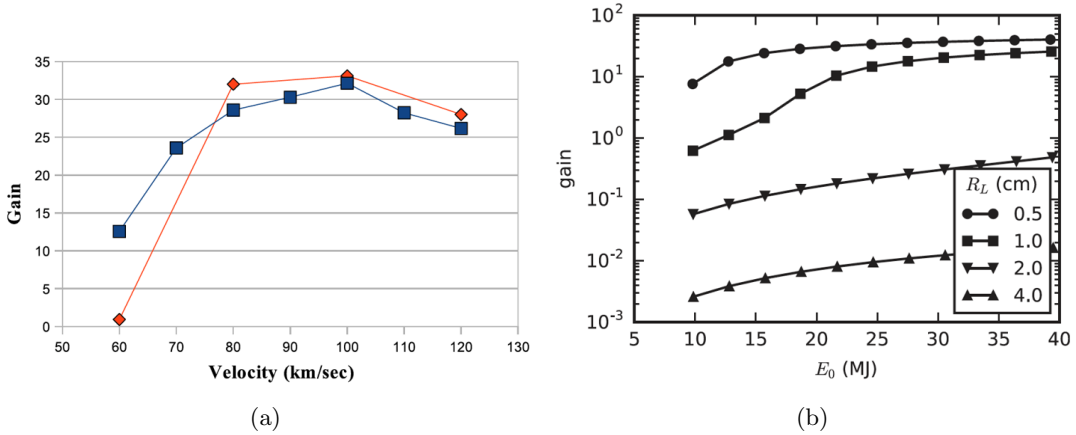 (a)
35
30
25
20
15
10
5
0
50 60 70 80 90 100 110 120 130
Gain
Velocity (km/sec)
(b)
10^2
10^1
10^0
10^-1
10^-2
10^-3
gain
5 10 15 20 25 30 35 40
E_0 (MJ)
R_L (cm)
0.5
1.0
2.0
4.0
(a)
(b)